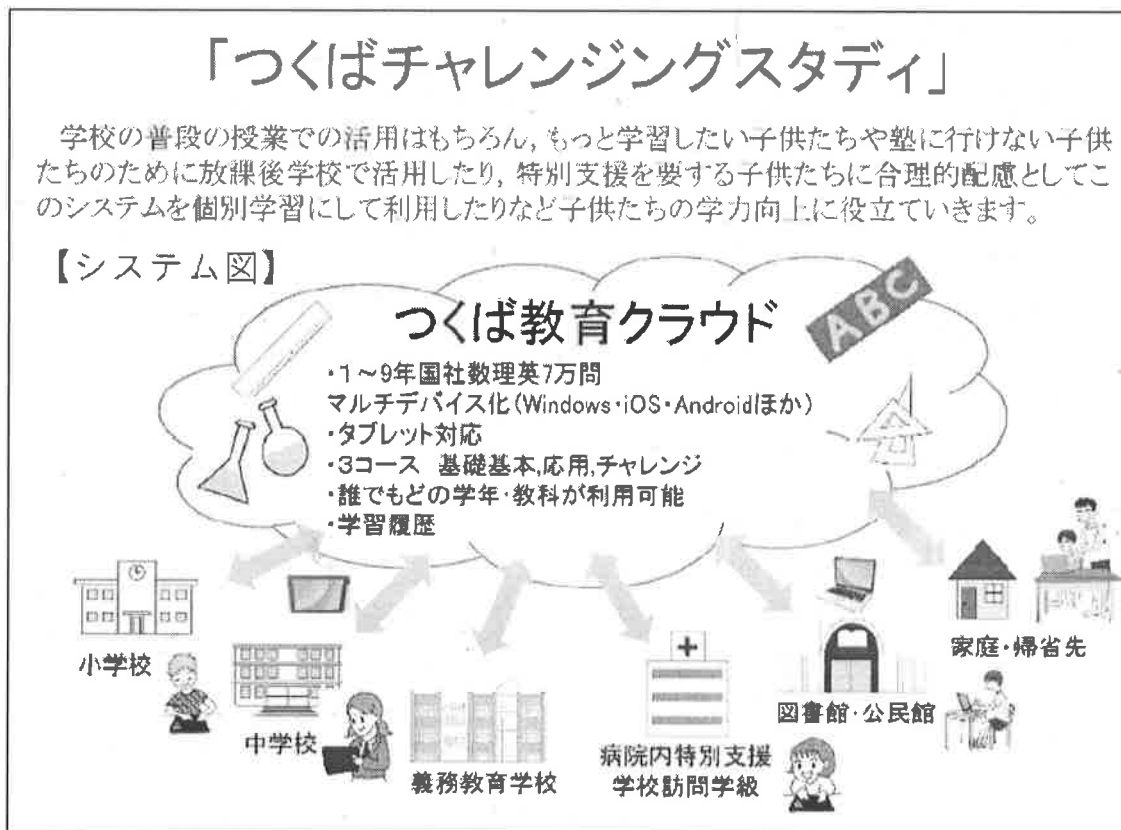 「つくばチャレンジングスタディ」
学校の普段の授業での活用はもちろん,もっと学習したい子供たちや塾に行けない子供
たちのために放課後学校で活用したり,特別支援を要する子供たちに合理的配慮としてこ
のシステムを個別学習にして利用したりなど子供たちの学力向上に役立ていきます。
【システム図】
ABC
つくば教育クラウド
・1～9年国社数理英7万問
マルチデバイス化(Windows・iOS・Androidほか)
・タブレット対応
・3コース 基礎基本,応用,チャレンジ
・誰でもどの学年・教科が利用可能
・学習履歴
小学校
中学校
義務教育学校
病院内特別支援
学校訪問学級
図書館・公民館
家庭・帰省先